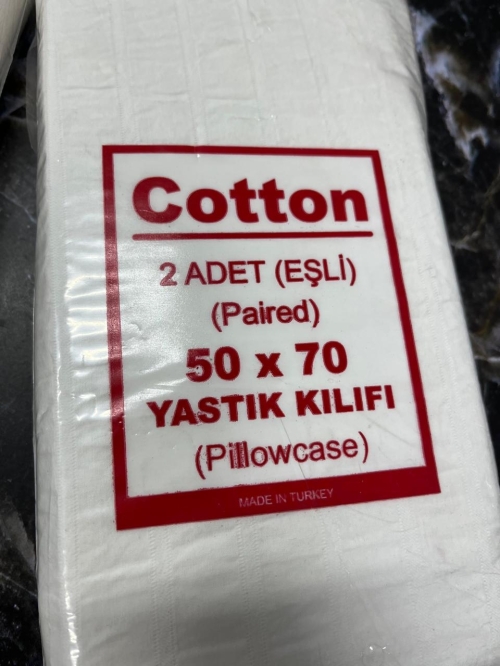 Cotton
2 ADET (EŞLİ)
(Paired)
50 x 70
YASTIK KILIFI
(Pillowcase)
MADE IN TURKEY